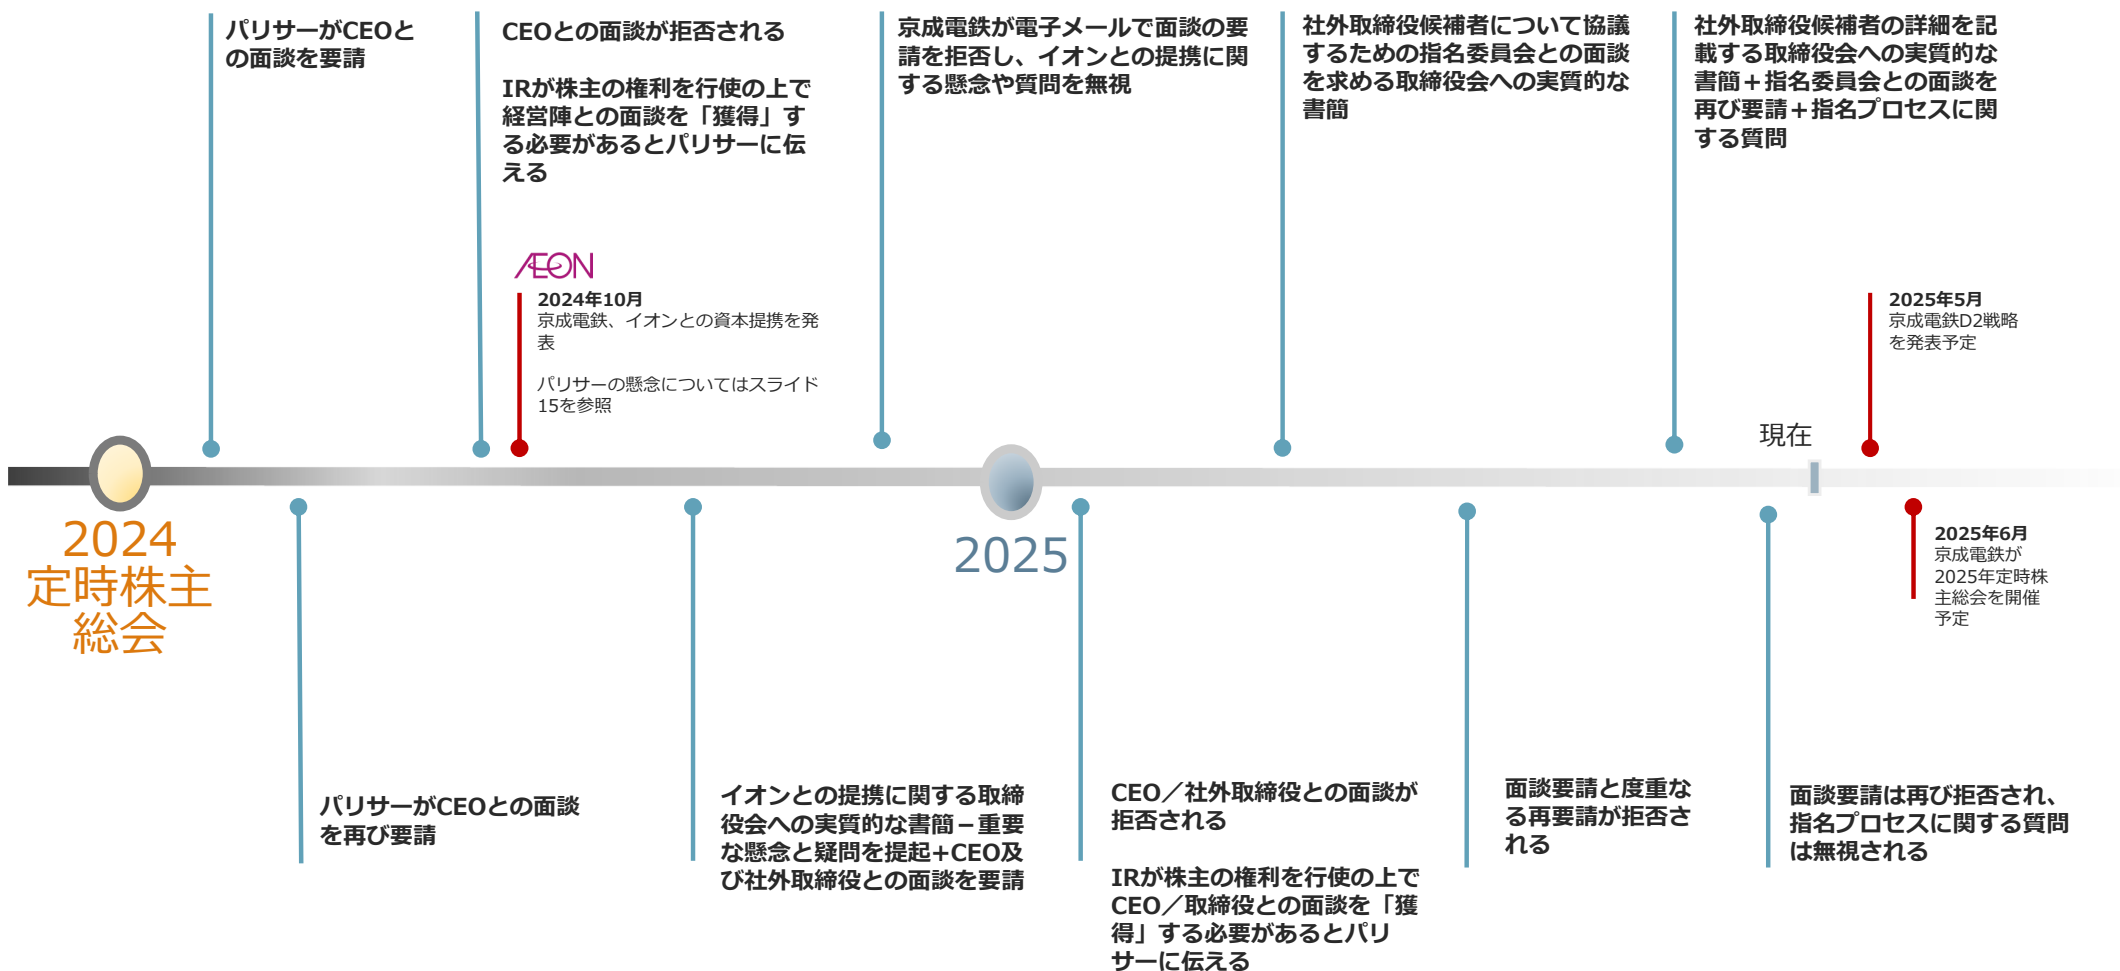 パリサーがCEOと
の面談を要請
CEOとの面談が拒否される
IRが株主の権利を行使の上で
経営陣との面談を「獲得」す
る必要があるとパリサーに伝
える
京成電鉄が電子メールで面談の要
請を拒否し、イオンとの提携に関
する懸念や質問を無視
社外取締役候補者について協議
するための指名委員会との面談
を求める取締役会への実質的な
書簡
社外取締役候補者の詳細を記
載する取締役会への実質的な
書簡＋指名委員会との面談を
再び要請＋指名プロセスに関
する質問
ÆON
2024年10月
京成電鉄、イオンとの資本提携を発
表
パリサーの懸念についてはスライド
15を参照
2025年5月
京成電鉄D2戦略
を発表予定
現在
2024
定時株主
総会
2025
2025年6月
京成電鉄が
2025年定時株
主総会を開催
予定
パリサーがCEOとの面談
を再び要請
イオンとの提携に関する取締
役会への実質的な書簡－重要
な懸念と疑問を提起+CEO及
び社外取締役との面談を要請
CEO／社外取締役との面談が
拒否される
IRが株主の権利を行使の上で
CEO／取締役との面談を「獲
得」する必要があるとパリ
サーに伝える
面談要請と度重な
る再要請が拒否さ
れる
面談要請は再び拒否され、
指名プロセスに関する質問
は無視される